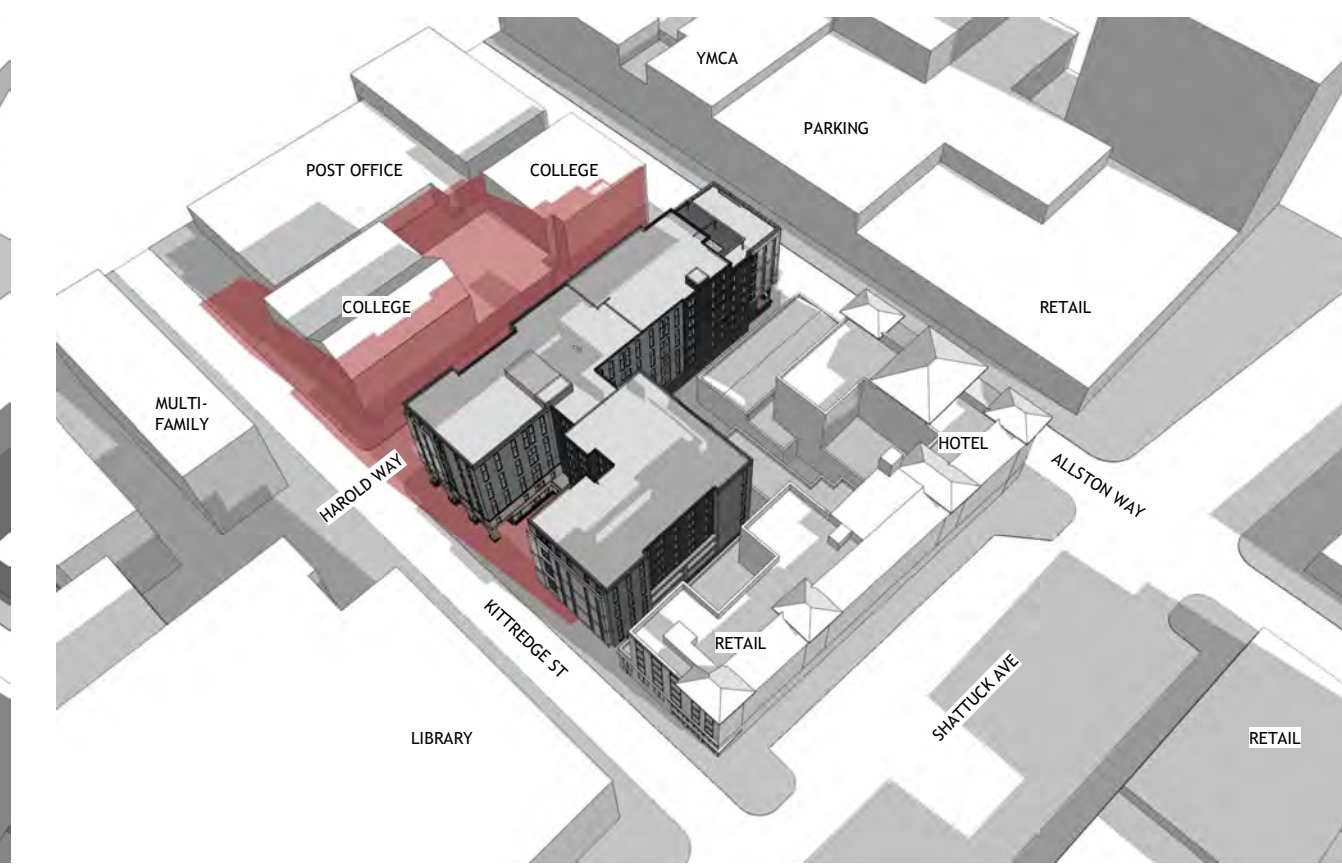 YMCA
PARKING
POST OFFICE
COLLEGE
COLLEGE
RETAIL
MULTI-
FAMILY
HOTEL
HAROLD WAY
ALLSTON WAY
KITTREDGE ST
RETAIL
SHATTUCK AVE
LIBRARY
RETAIL